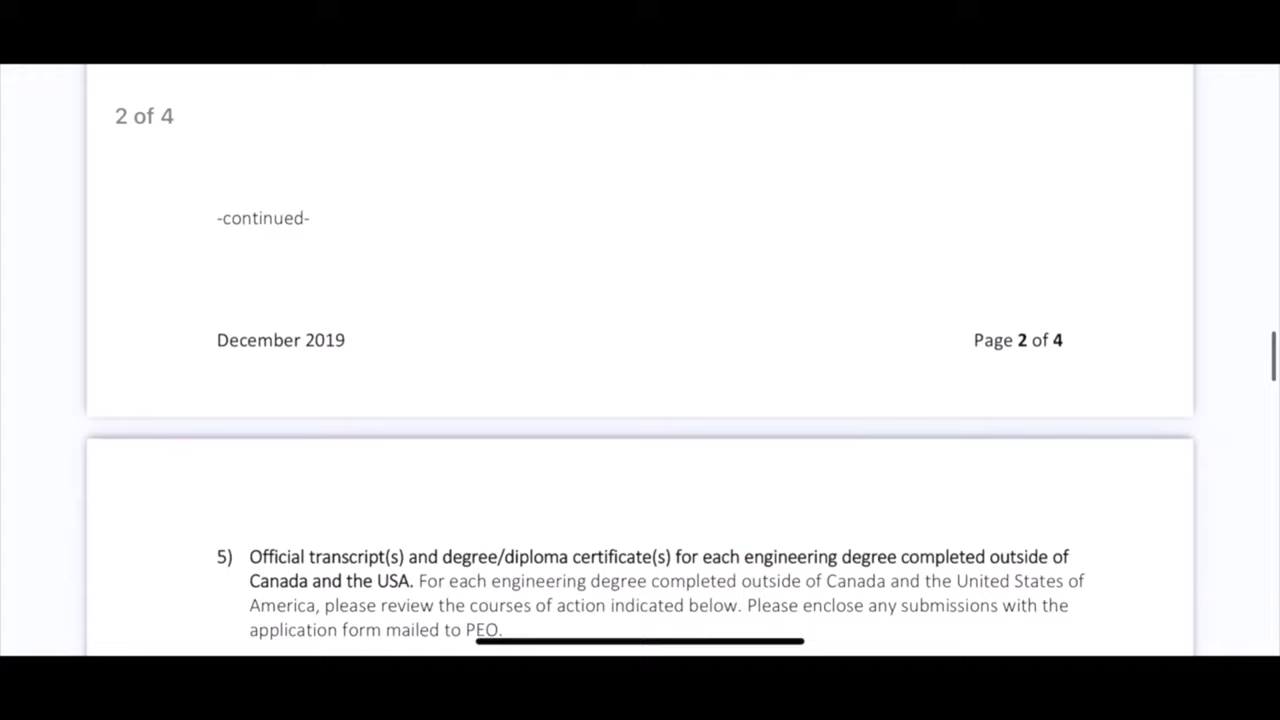 2 of 4
-continued-
December 2019
Page 2 of 4
5) Official transcript(s) and degree/diploma certificate(s) for each engineering degree completed outside of
Canada and the USA. For each engineering degree completed outside of Canada and the United States of
America, please review the courses of action indicated below. Please enclose any submissions with the
application form mailed to PEO.